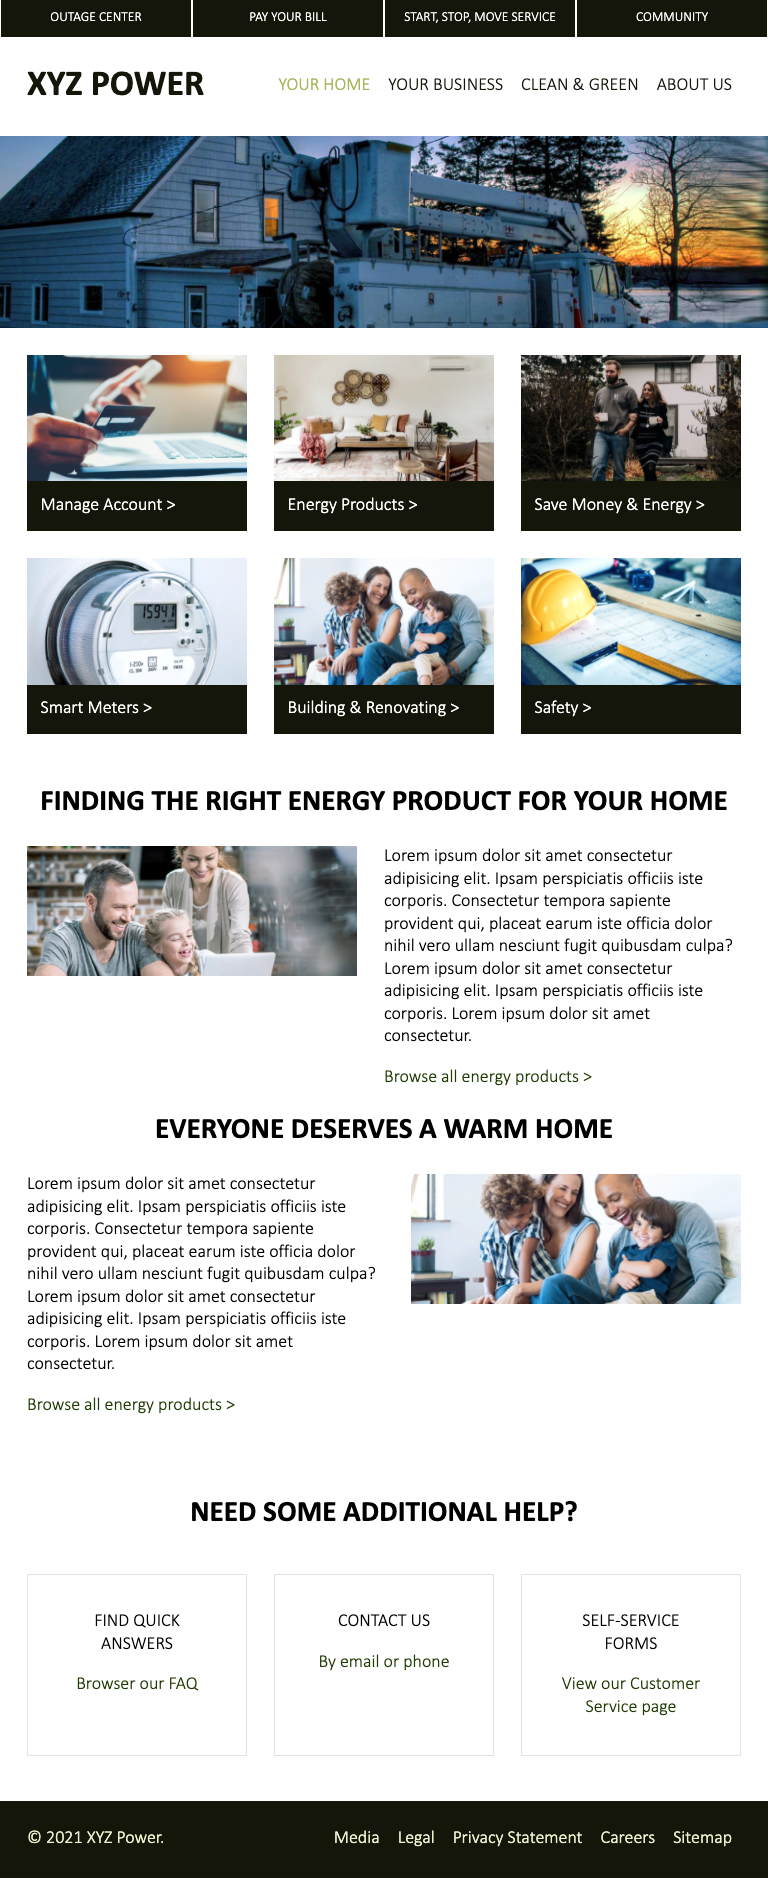 OUTAGE CENTER
PAY YOUR BILL
START, STOP, MOVE SERVICE
COMMUNITY
XYZ POWER
YOUR HOME
YOUR BUSINESS
CLEAN & GREEN
ABOUT US
Manage Account >
Energy Products >
Save Money & Energy >
15941
Smart Meters >
Building & Renovating >
Safety >
FINDING THE RIGHT ENERGY PRODUCT FOR YOUR HOME
Lorem ipsum dolor sit amet consectetur
adipisicing elit. Ipsam perspiciatis officiis iste
corporis. Consectetur tempora sapiente
provident qui, placeat earum iste officia dolor
nihil vero ullam nesciunt fugit quibusdam culpa?
Lorem ipsum dolor sit amet consectetur
adipisicing elit. Ipsam perspiciatis officiis iste
corporis. Lorem ipsum dolor sit amet
consectetur.
Browse all energy products >
EVERYONE DESERVES A WARM HOME
Lorem ipsum dolor sit amet consectetur
adipisicing elit. Ipsam perspiciatis officiis iste
corporis. Consectetur tempora sapiente
provident qui, placeat earum iste officia dolor
nihil vero ullam nesciunt fugit quibusdam culpa?
Lorem ipsum dolor sit amet consectetur
adipisicing elit. Ipsam perspiciatis officiis iste
corporis. Lorem ipsum dolor sit amet
consectetur.
Browse all energy products >
NEED SOME ADDITIONAL HELP?
FIND QUICK
ANSWERS
Browser our FAQ
CONTACT US
By email or phone
SELF-SERVICE
FORMS
View our Customer
Service page
© 2021 XYZ Power.
Media
Legal
Privacy Statement
Careers
Sitemap